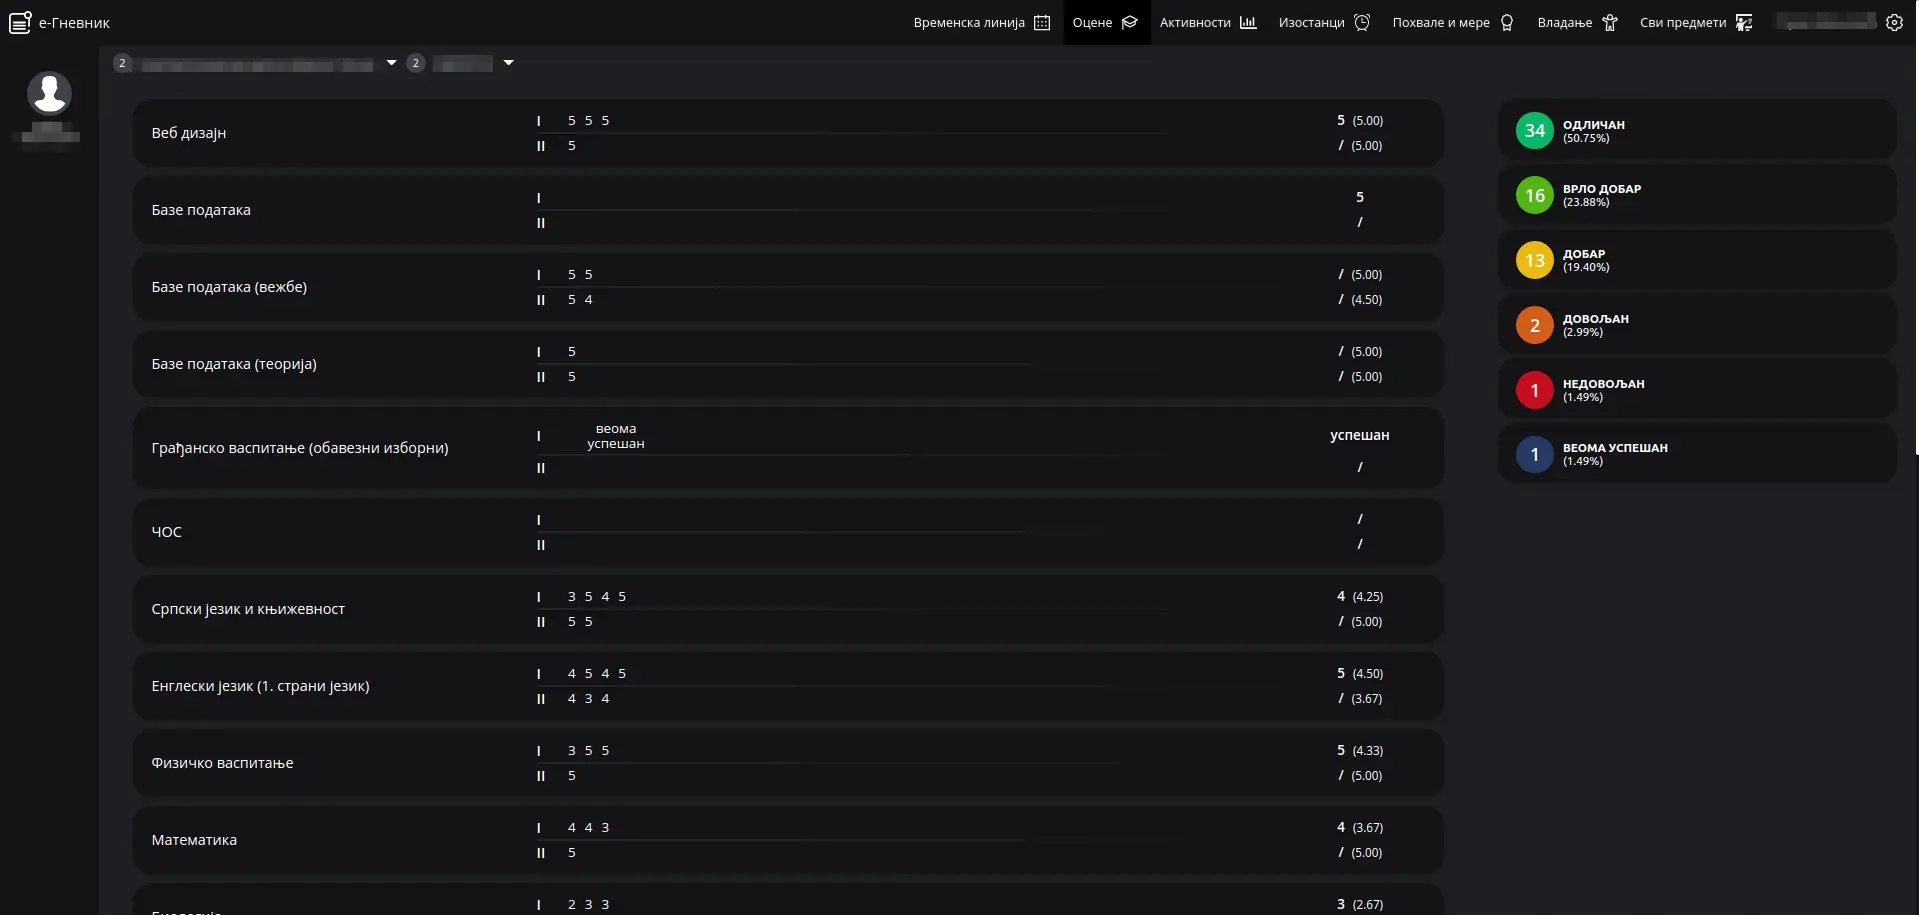 е-Гневник
Временска линија
Оцене
Активности
Изостанци
Похвале и мере
Владање
Сви предмети
2
2
Веб дизајн
I 5 5 5 5 (5.00)
II 5 / (5.00)
Базе података
I 5
II /
Базе података (вежбе)
I 5 5 / (5.00)
II 5 4 / (4.50)
Базе података (теорија)
I 5 / (5.00)
II 5 / (5.00)
Грађанско васпитање (обавезни изборни)
I веома успешан успешан
II /
ЧОС
I /
II /
Српски језик и књижевност
I 3 5 4 5 4 (4.25)
II 5 5 / (5.00)
Енглески језик (1. страни језик)
I 4 5 4 5 5 (4.50)
II 4 3 4 / (3.67)
Физичко васпитање
I 3 5 5 5 (4.33)
II 5 / (5.00)
Математика
I 4 4 3 4 (3.67)
II 5 / (5.00)
I 2 3 3 3 (2.67)
34 ОДЛИЧАН
(50.75%)
16 ВРЛО ДОБАР
(23.88%)
13 ДОБАР
(19.40%)
2 ДОВОЉАН
(2.99%)
1 НЕДОВОЉАН
(1.49%)
1 ВЕОМА УСПЕШАН
(1.49%)